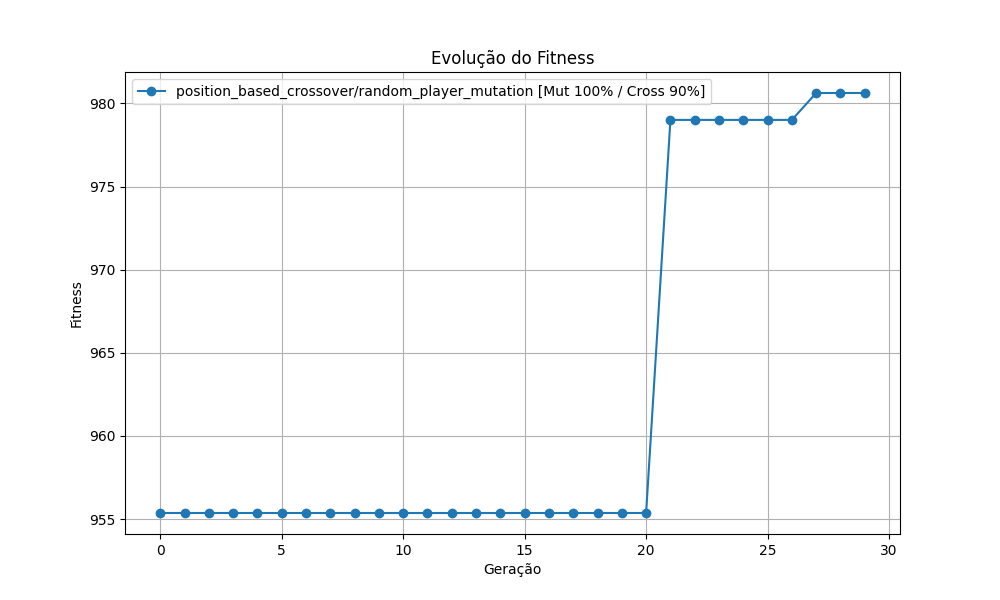 Evolução do Fitness
position_based_crossover/random_player_mutation [Mut 100% / Cross 90%]
980
975
970
965
960
955
Fitness
0 5 10 15 20 25 30
Geração